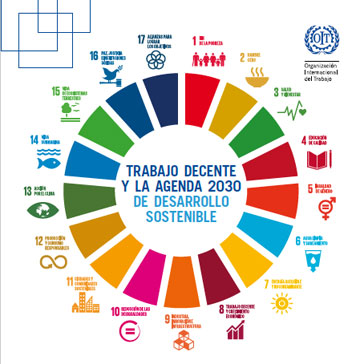 17 ALIANZAS PARA
LOGRAR
LOS OBJETIVOS
1 FIN
DE LA POBREZA
2 HAMBRE
CERO
3 SALUD
Y BIENESTAR
4 EDUCACIÓN
DE CALIDAD
5 IGUALDAD
DE GÉNERO
6 AGUA LIMPIA
Y SANEAMIENTO
7
8 TRABAJO DECENTE
Y CRECIMIENTO
ECONÓMICO
9 INDUSTRIA,
INNOVACIÓN E
INFRAESTRUCTURA
10 REDUCCIÓN DE LAS
DESIGUALDADES
11 CIUDADES Y
COMUNIDADES
SOSTENIBLES
12 PRODUCCIÓN
Y CONSUMO
RESPONSABLES
13 ACCIÓN
POR EL CLIMA
14 VIDA
SUBMARINA
15 VIDA
DE ECOSISTEMAS
TERRESTRES
16 PAZ, JUSTICIA
E INSTITUCIONES
SÓLIDAS
TRABAJO DECENTE
Y LA AGENDA 2030
DE DESARROLLO
SOSTENIBLE
OIT
Organización
Internacional
del Trabajo